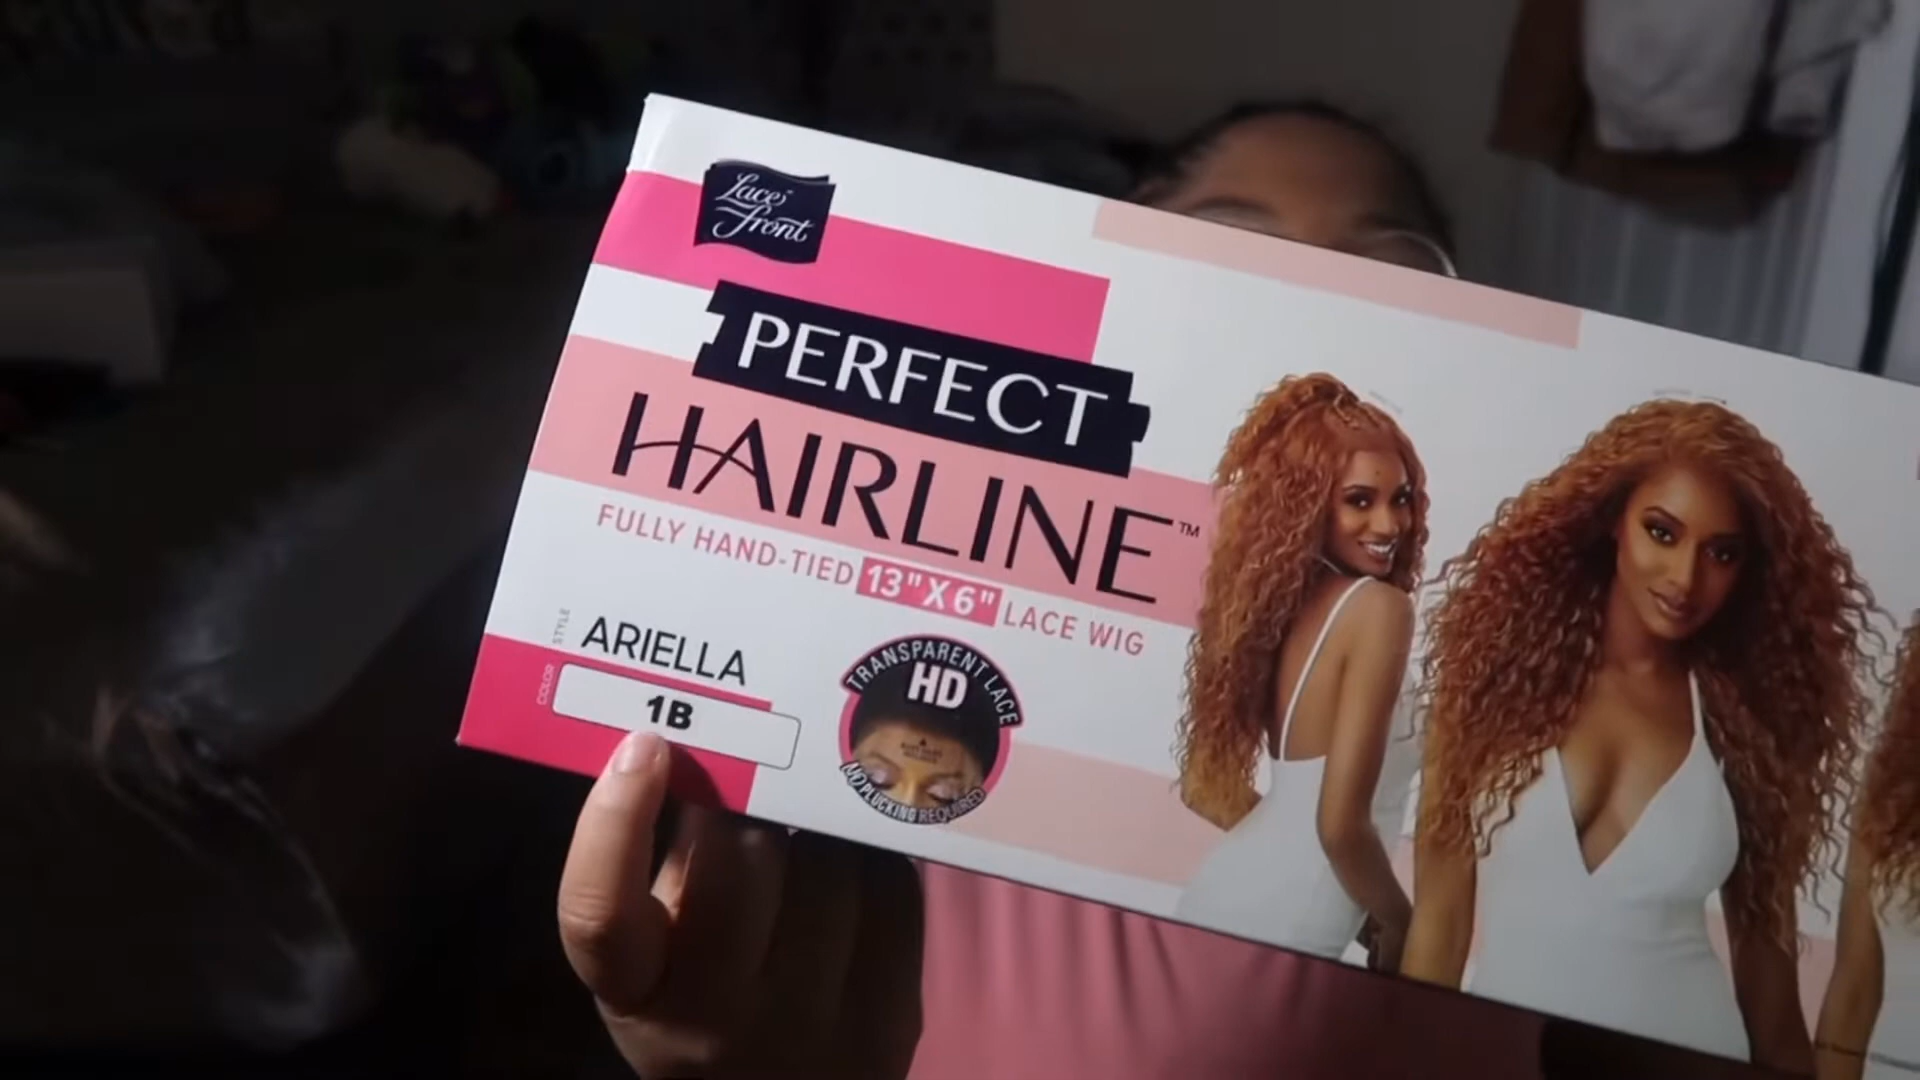 Lace
Front
PERFECT
HAIRLINE™
FULLY HAND-TIED 13"X6" LACE WIG
STYLE
ARIELLA
COLOR
1B
TRANSPARENT LACE
HD
NO PLUCKING REQUIRED